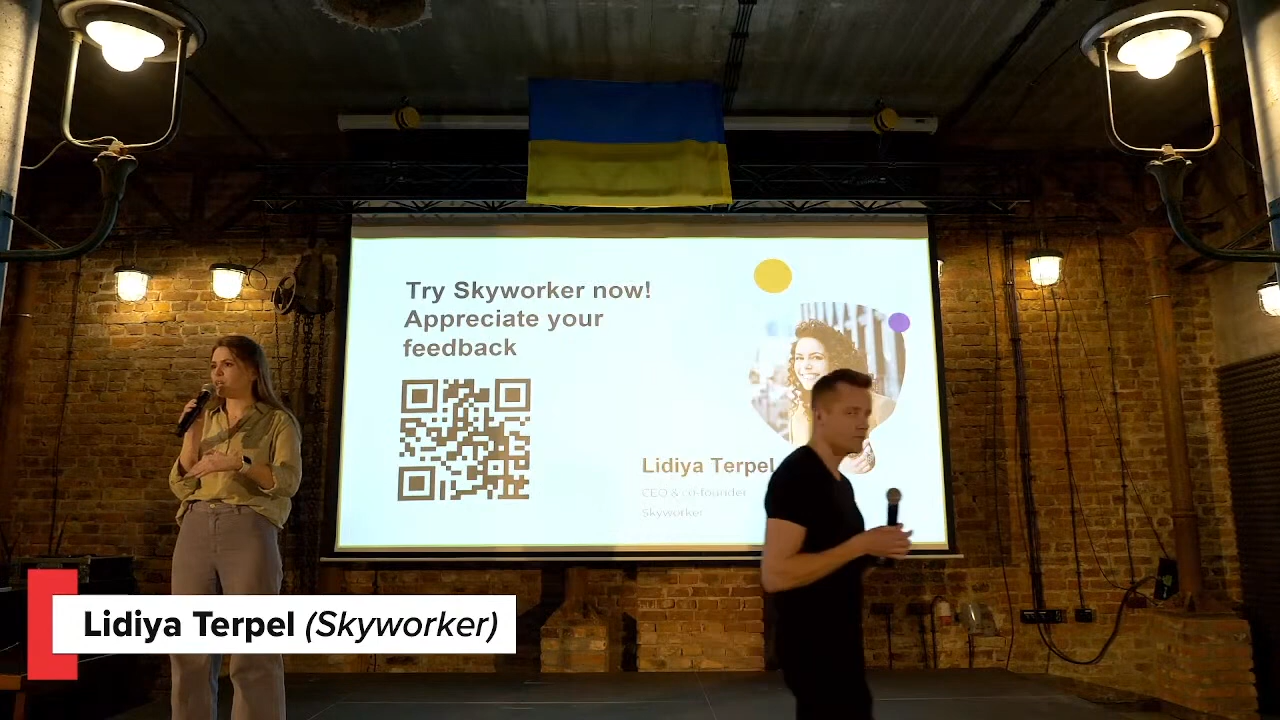 Try Skyworker now!
Appreciate your
feedback
Lidiya Terpel
CEO & co-founder
Skyworker
Lidiya Terpel (Skyworker)